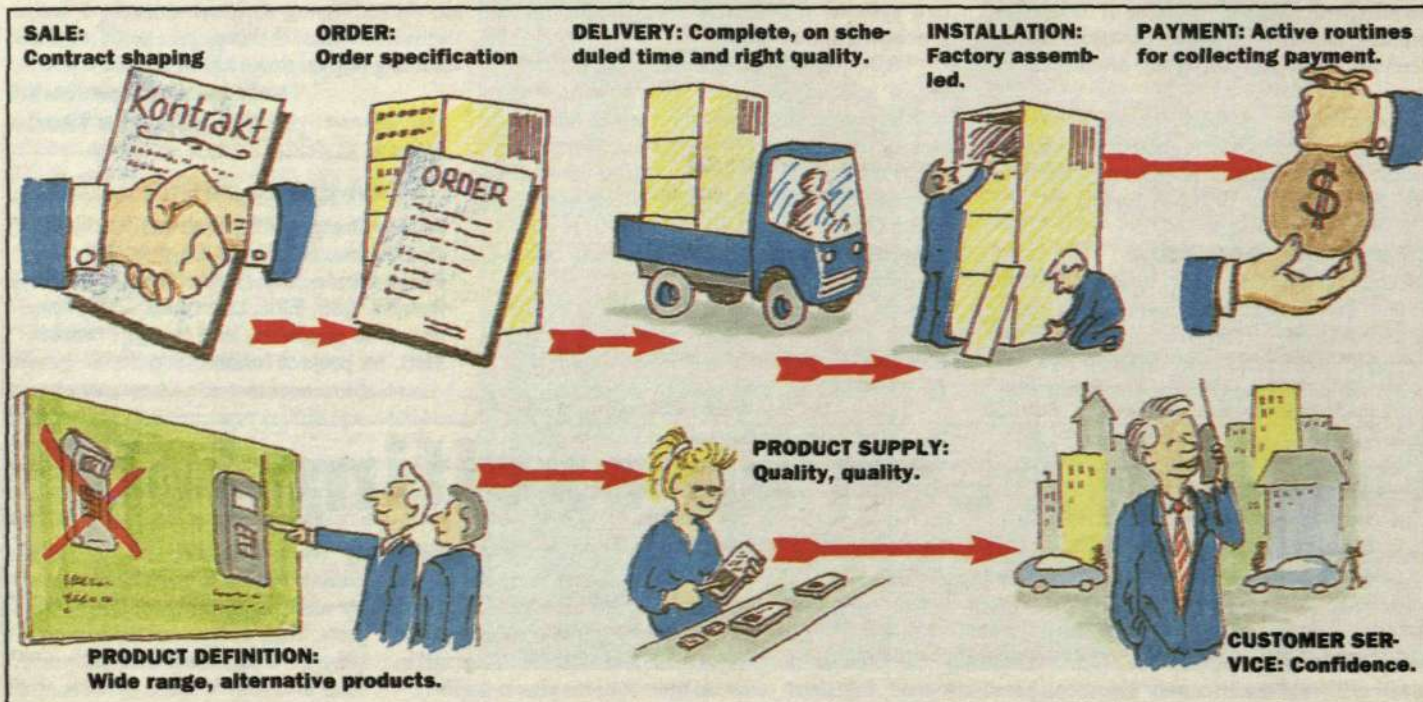 SALE:
Contract shaping
ORDER:
Order specification
DELIVERY: Complete, on sche-
duled time and right quality.
INSTALLATION:
Factory assemb-
led.
PAYMENT: Active routines
for collecting payment.
Kontrakt
ORDER
$
PRODUCT SUPPLY:
Quality, quality.
PRODUCT DEFINITION:
Wide range, alternative products.
CUSTOMER SER-
VICE: Confidence.